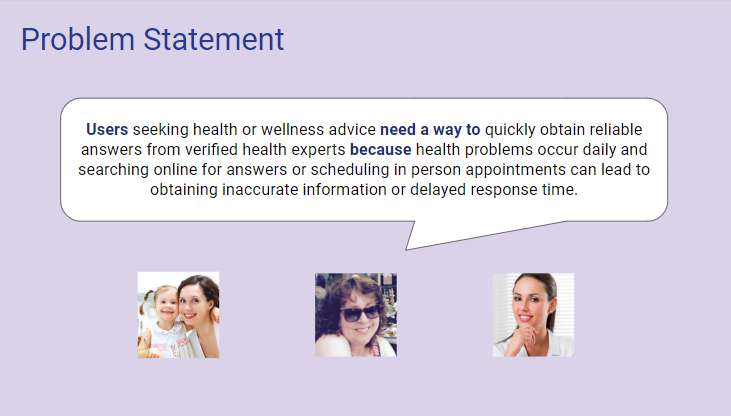 Problem Statement
Users seeking health or wellness advice need a way to quickly obtain reliable
answers from verified health experts because health problems occur daily and
searching online for answers or scheduling in person appointments can lead to
obtaining inaccurate information or delayed response time.